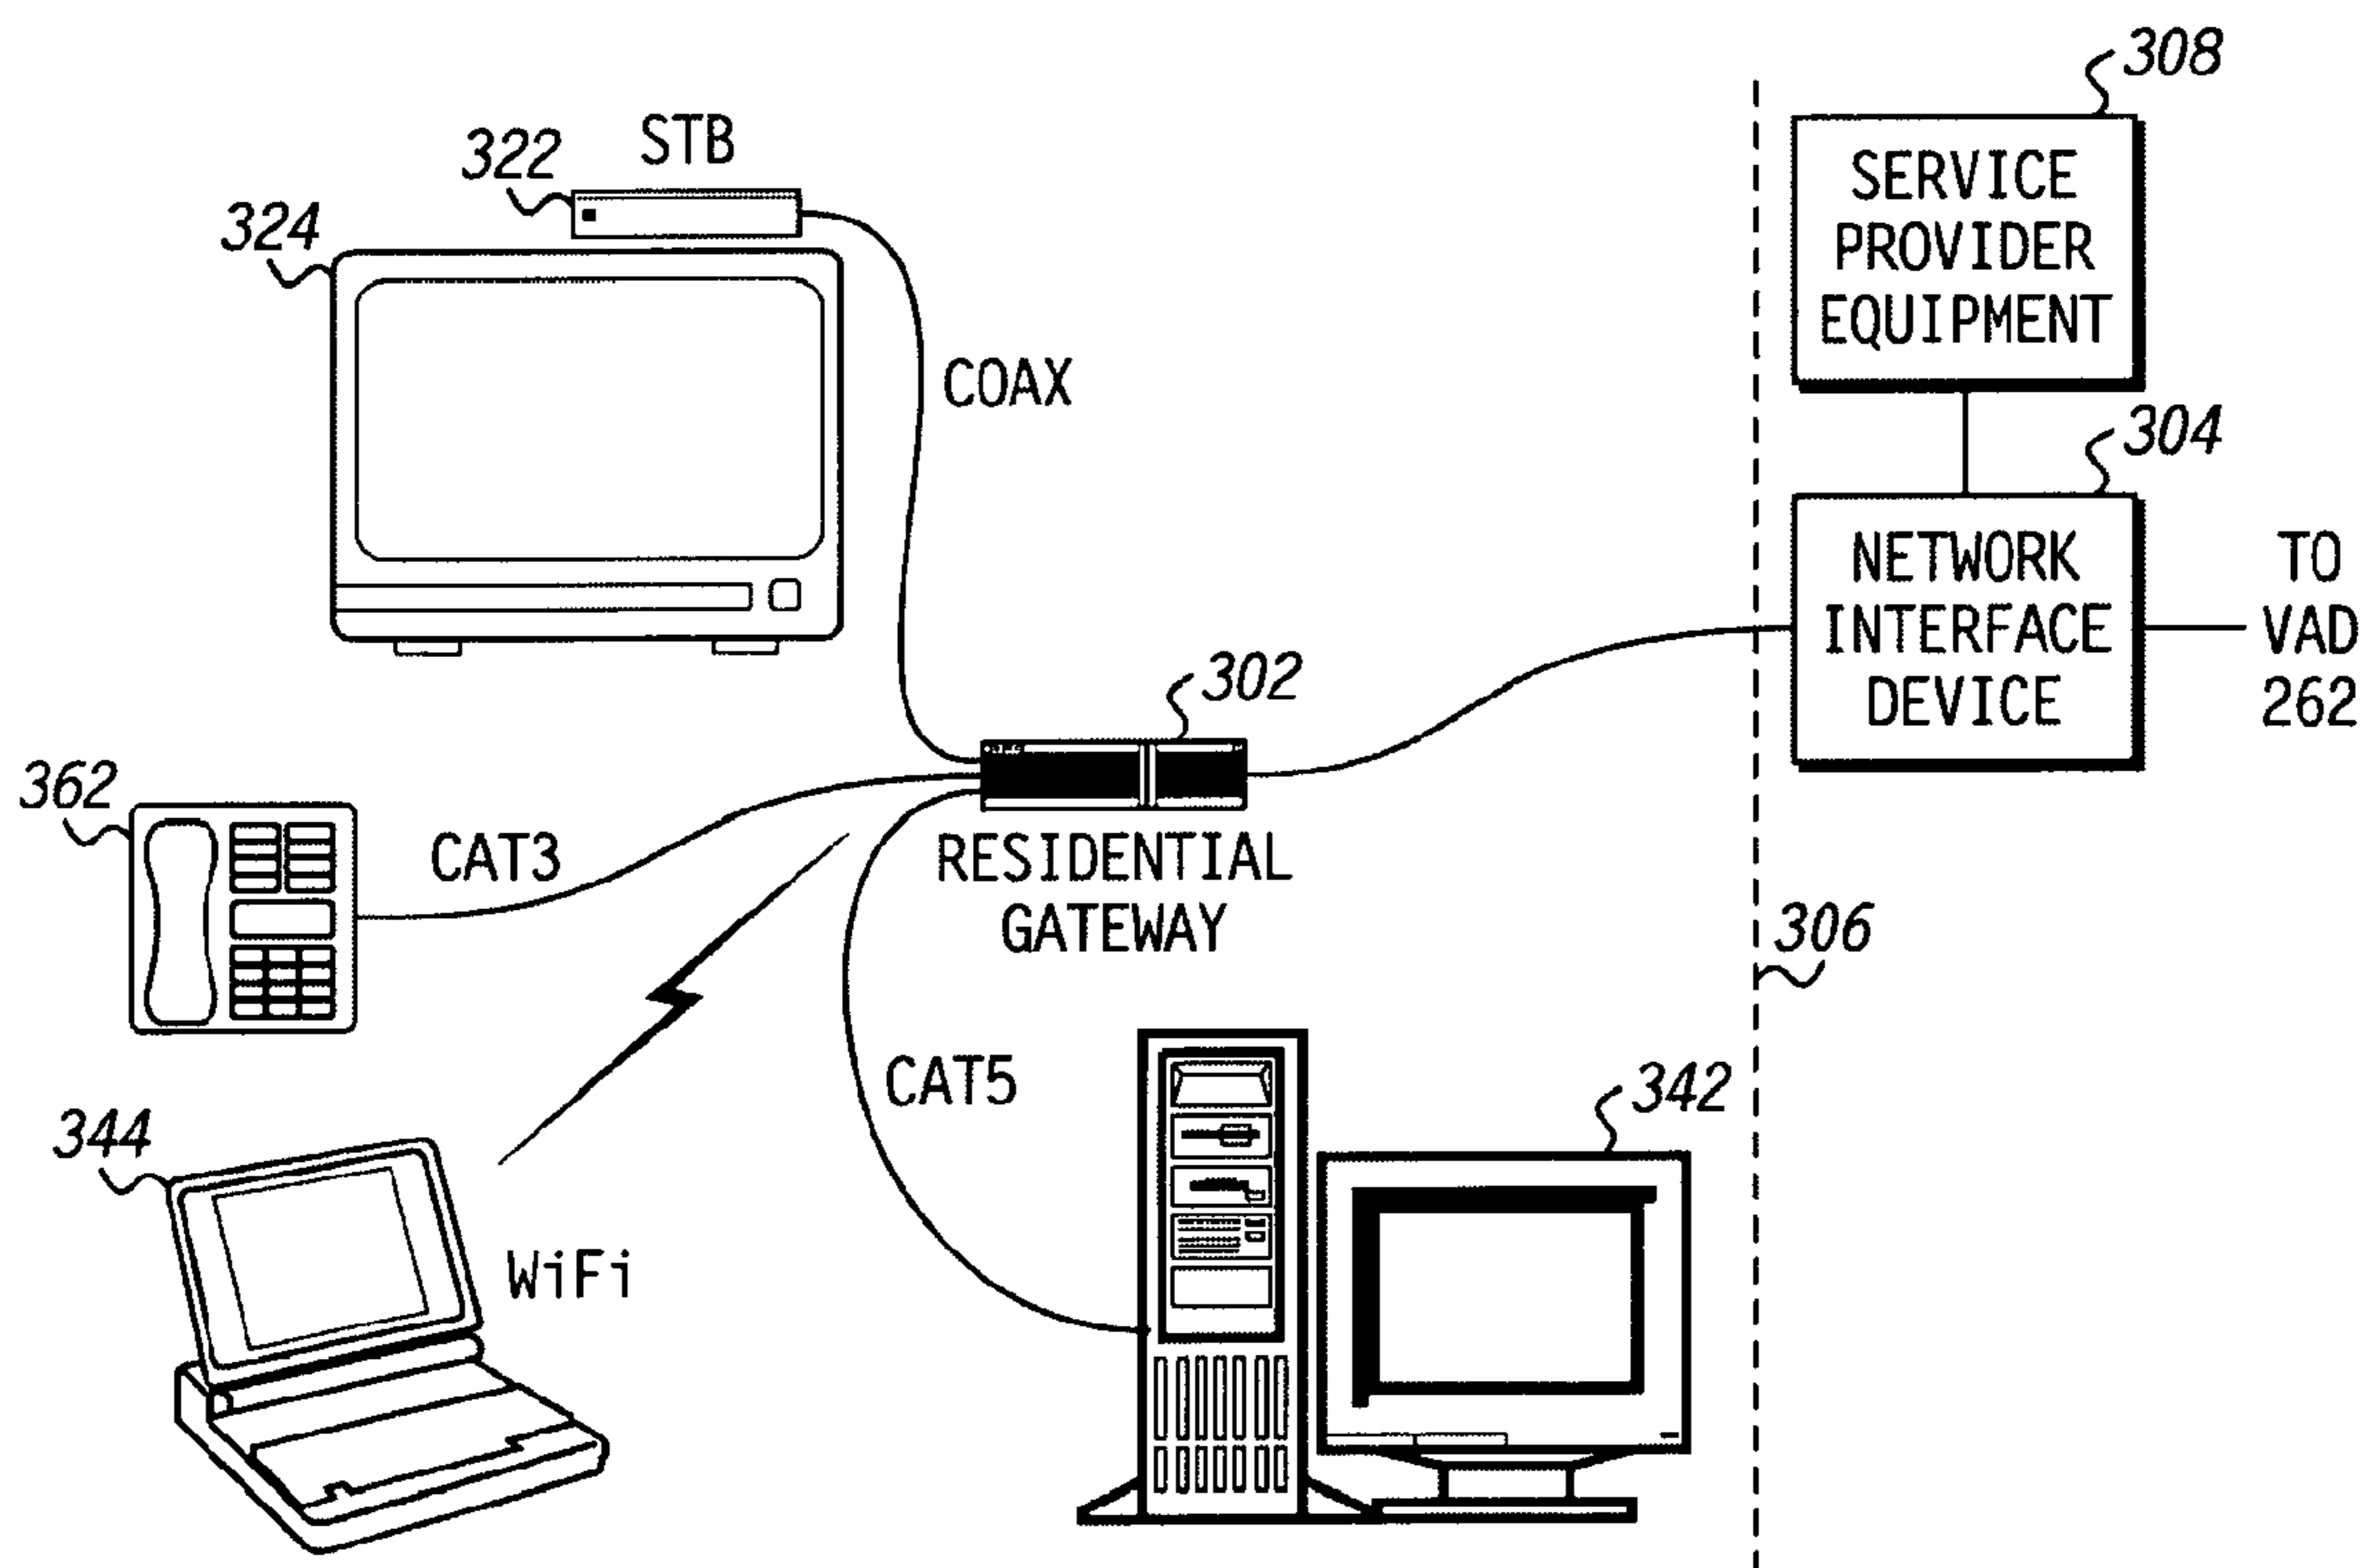 308
SERVICE
PROVIDER
EQUIPMENT
322
STB
324
COAX
304
NETWORK
INTERFACE
DEVICE
TO
VAD
262
302
RESIDENTIAL
GATEWAY
362
CAT3
306
CAT5
342
344
WiFi